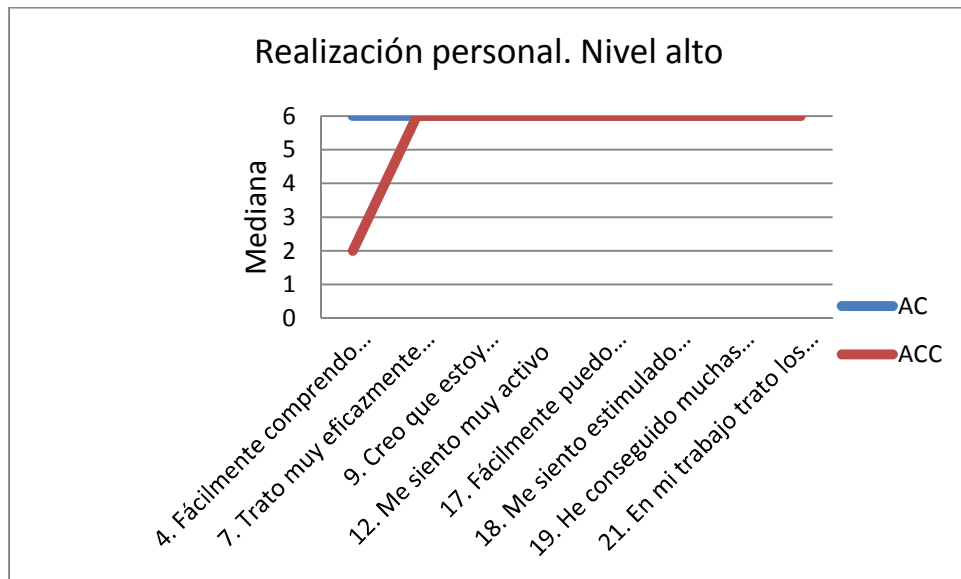 Realización personal. Nivel alto
Mediana
6
5
4
3
2
1
0
4. Fácilmente comprendo...
7. Trato muy eficazmente...
9. Creo que estoy...
12. Me siento muy activo
17. Fácilmente puedo...
18. Me siento estimulado...
19. He conseguido muchas...
21. En mi trabajo trato los...
AC
ACC